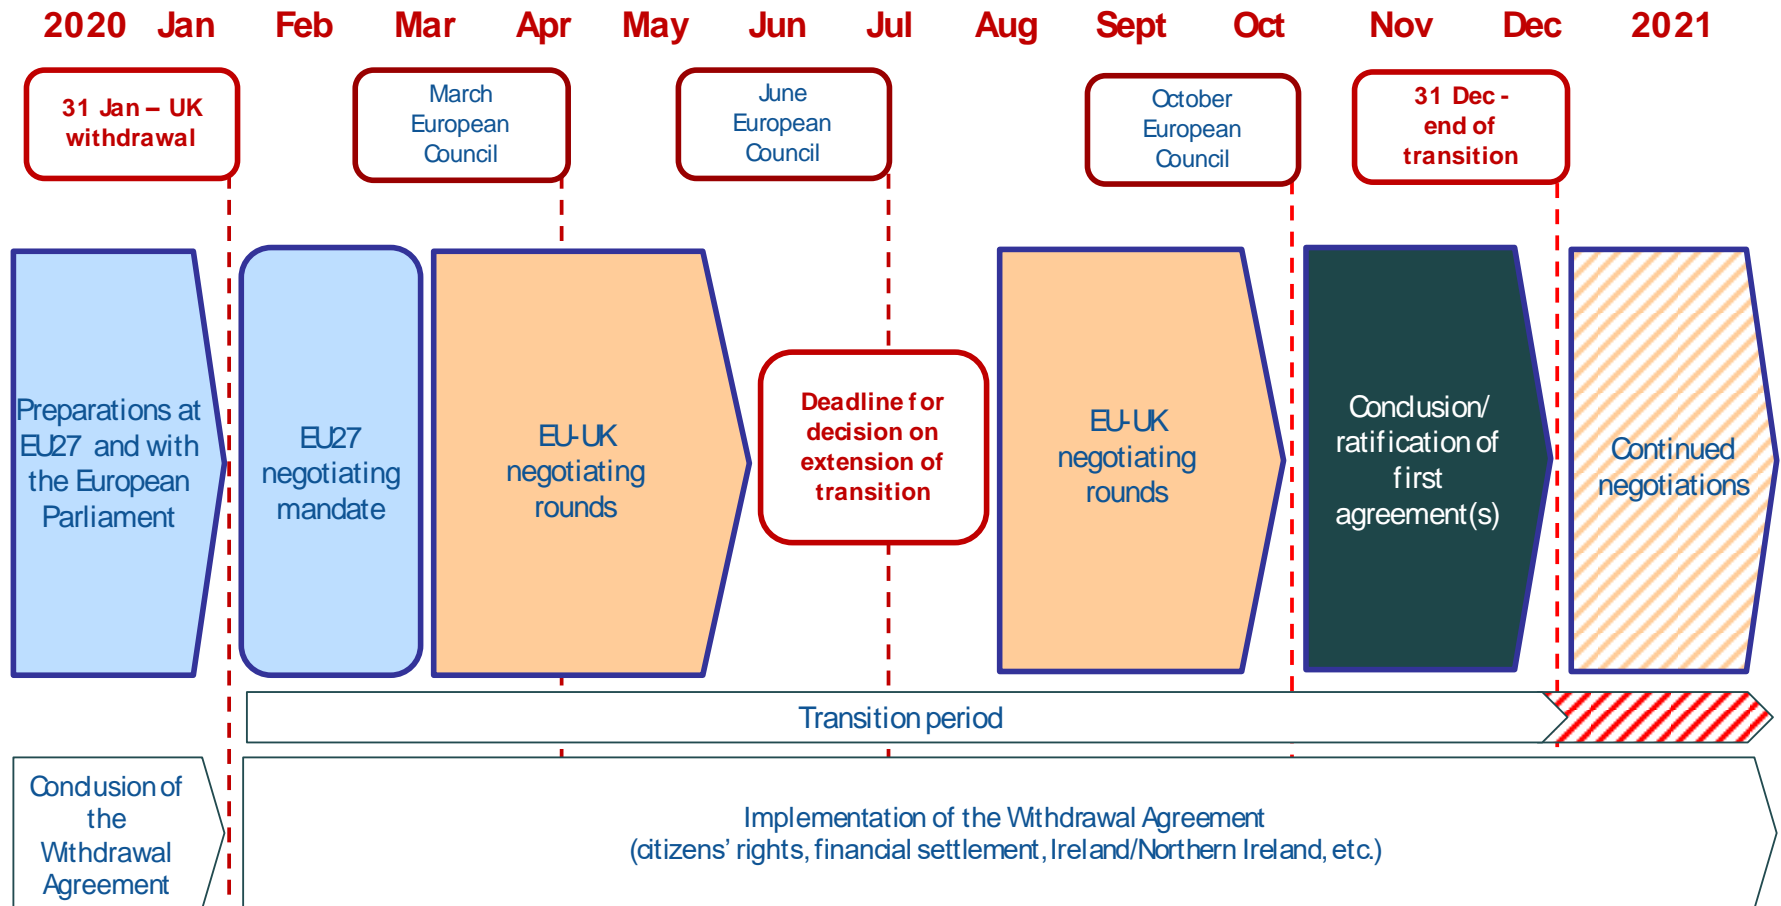 2020 Jan Feb Mar Apr May Jun Jul Aug Sept Oct Nov Dec 2021
31 Jan – UK
withdrawal
March
European
Council
June
European
Council
October
European
Council
31 Dec -
end of
transition
Preparations at
EU27 and with
the European
Parliament
EU27
negotiating
mandate
EU-UK
negotiating
rounds
Deadline for
decision on
extension of
transition
EU-UK
negotiating
rounds
Conclusion/
ratification of
first
agreement(s)
Continued
negotiations
Transition period
Conclusion of
the
Withdrawal
Agreement
Implementation of the Withdrawal Agreement
(citizens’ rights, financial settlement, Ireland/Northern Ireland, etc.)